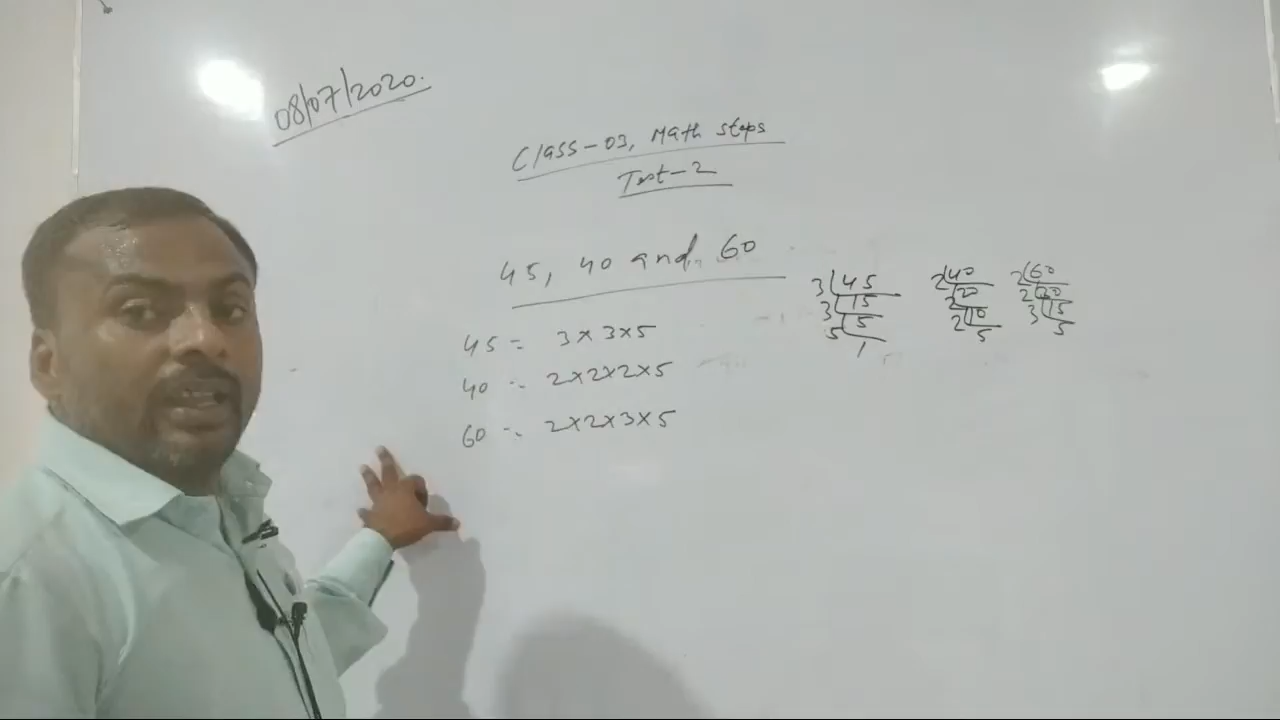 08/07/2020.
Class-03, Math steps
Test-2
45, 40 and 60
45 = 3×3×5
40 = 2×2×2×5
60 = 2×2×3×5
3 45
3 15
5 5
1
2 40
2 20
2 10
5
2 60
2 30
3 15
5